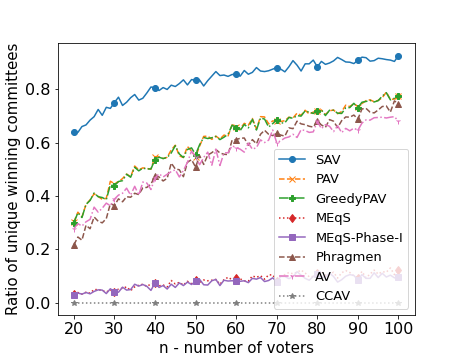 Ratio of unique winning committees
0.8
0.6
0.4
0.2
0.0
SAV
PAV
GreedyPAV
MEqS
MEqS-Phase-I
Phragmen
AV
CCAV
20 30 40 50 60 70 80 90 100
n - number of voters